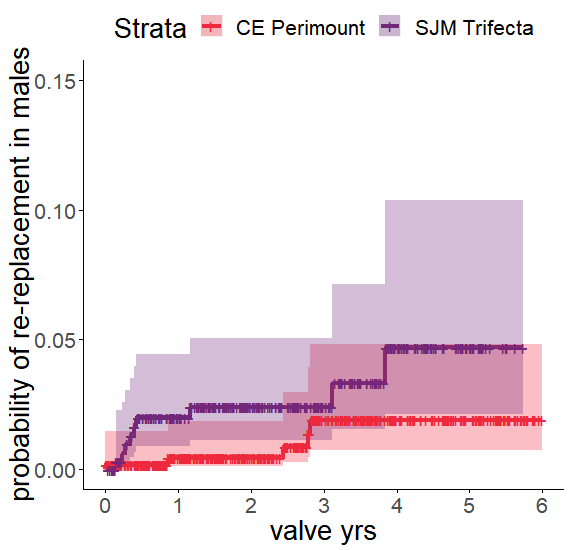 Strata CE Perimount SJM Trifecta
probability of re-replacement in males
0.15
0.10
0.05
0.00
0 1 2 3 4 5 6
valve yrs